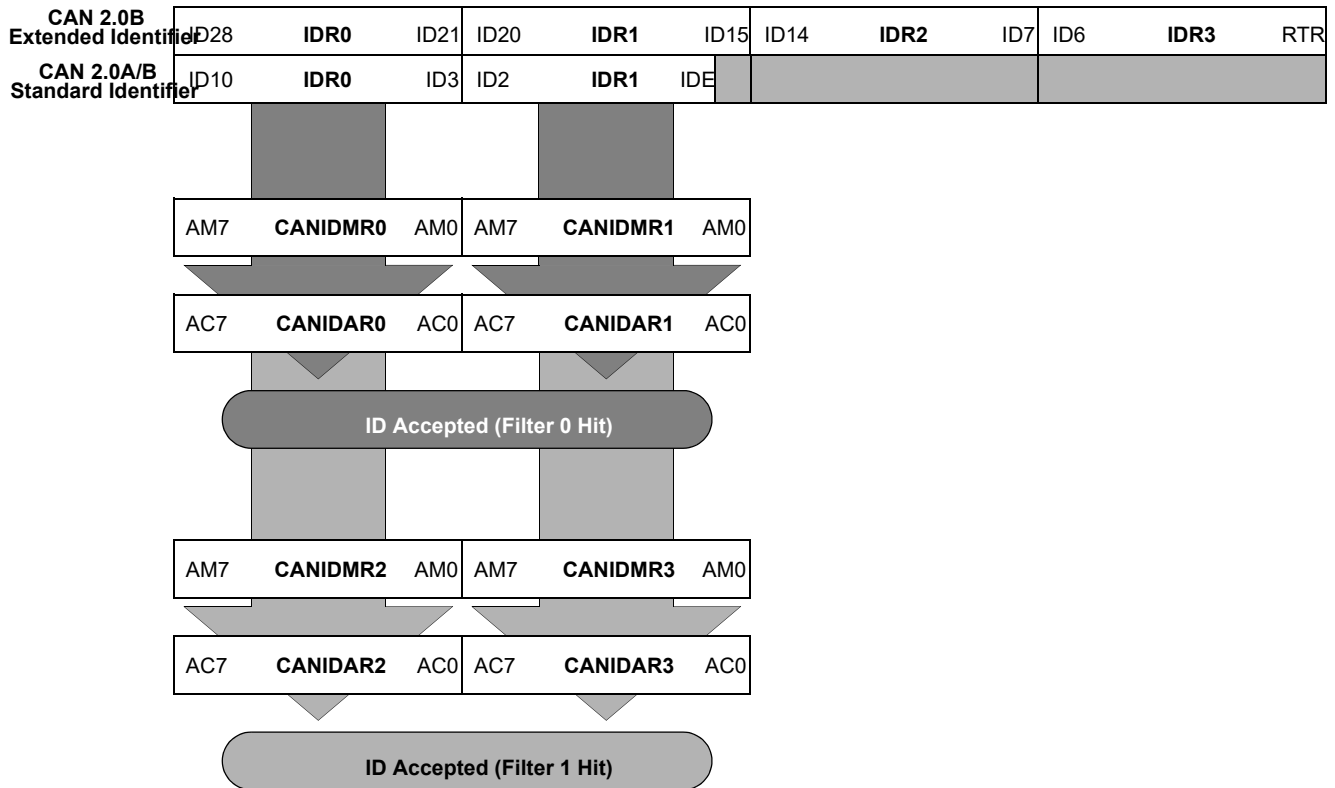 CAN 2.0B
Extended Identifier ID28 IDR0 ID21 ID20 IDR1 ID15 ID14 IDR2 ID7 ID6 IDR3 RTR
CAN 2.0A/B
Standard Identifier ID10 IDR0 ID3 ID2 IDR1 IDE
AM7 CANIDMR0 AM0 AM7 CANIDMR1 AM0
AC7 CANIDAR0 AC0 AC7 CANIDAR1 AC0
ID Accepted (Filter 0 Hit)
AM7 CANIDMR2 AM0 AM7 CANIDMR3 AM0
AC7 CANIDAR2 AC0 AC7 CANIDAR3 AC0
ID Accepted (Filter 1 Hit)